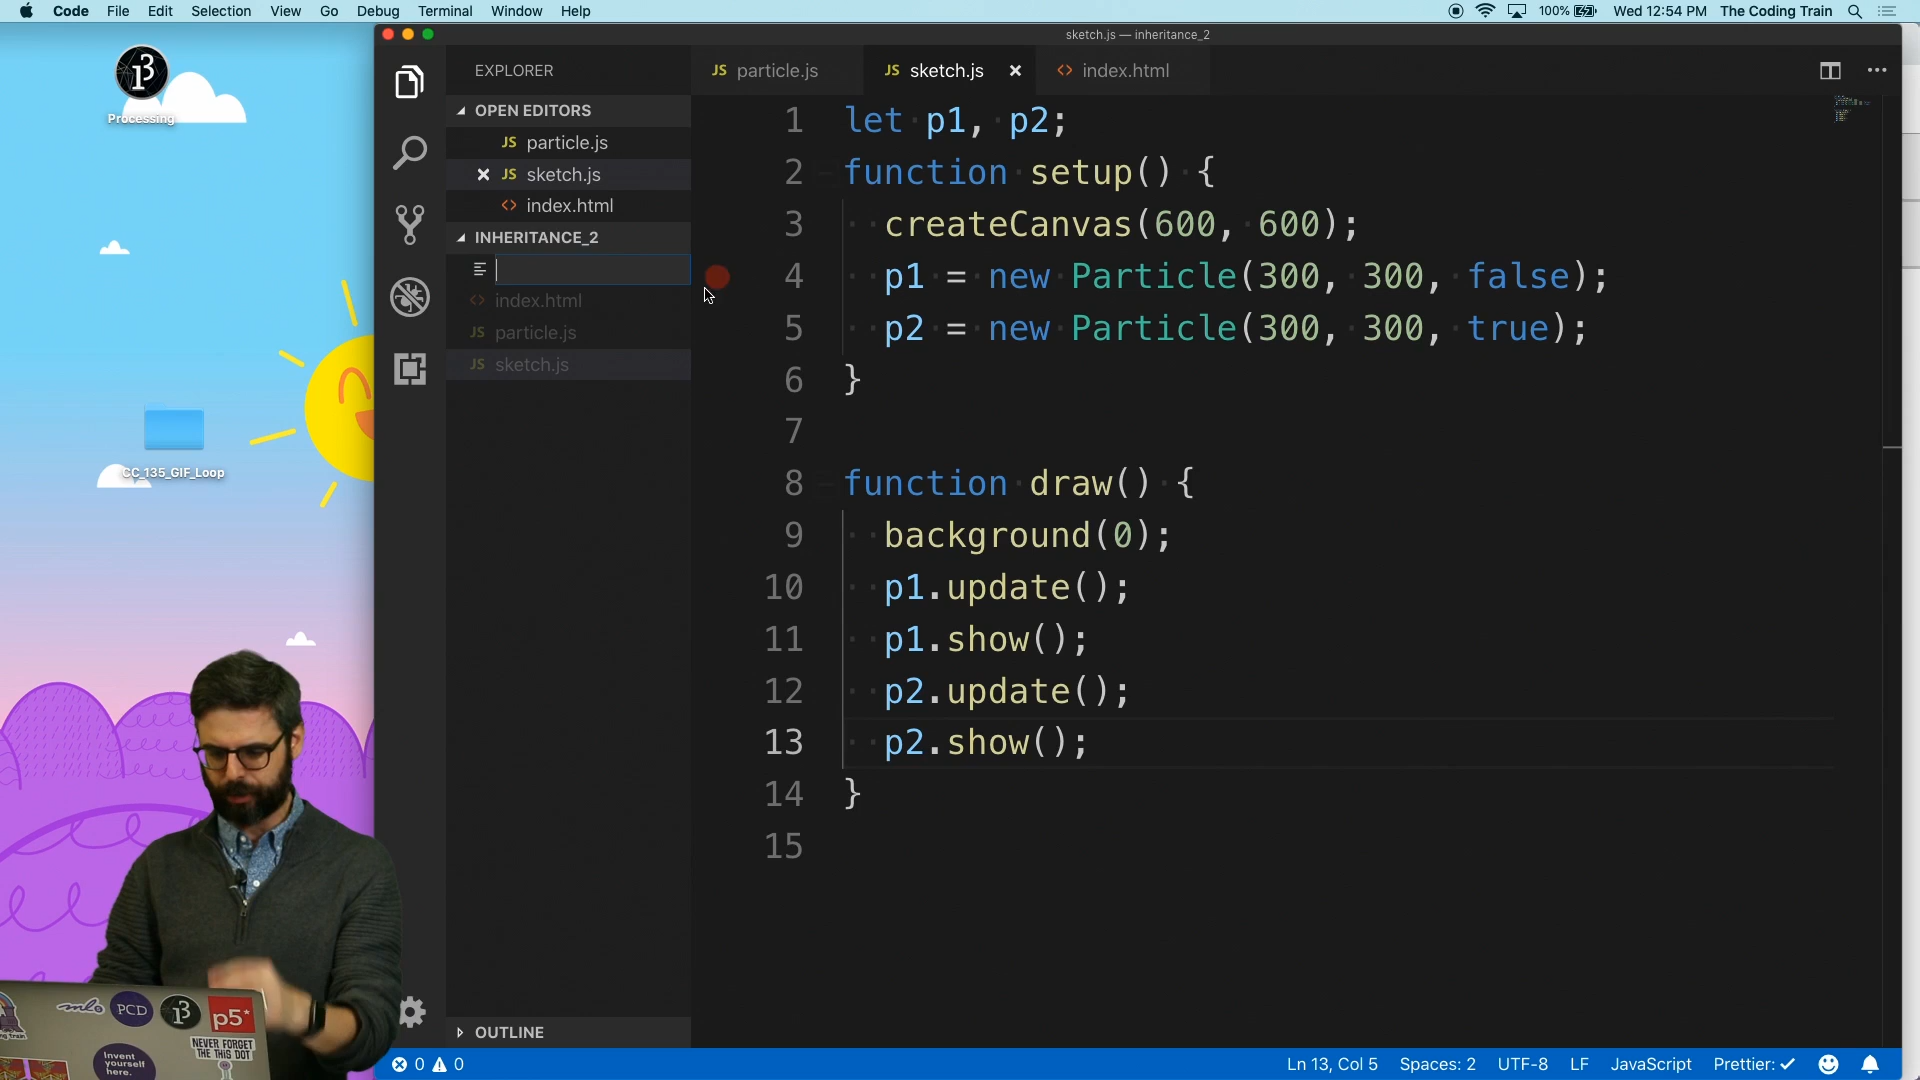 Code File Edit Selection View Go Debug Terminal Window Help 100% Wed 12:54 PM The Coding Train
sketch.js — inheritance_2
Processing
CC_135_GIF_Loop
EXPLORER
OPEN EDITORS
JS particle.js
JS sketch.js
<> index.html
INHERITANCE_2
<> index.html
JS particle.js
JS sketch.js
OUTLINE
JS particle.js JS sketch.js <> index.html
1 let p1, p2;
2 function setup() {
3 createCanvas(600, 600);
4 p1 = new Particle(300, 300, false);
5 p2 = new Particle(300, 300, true);
6 }
7
8 function draw() {
9 background(0);
10 p1.update();
11 p1.show();
12 p2.update();
13 p2.show();
14 }
15
PCD
p5*
NEVER FORGET
THE THIS DOT
Invent
yourself
here.
0 0 Ln 13, Col 5 Spaces: 2 UTF-8 LF JavaScript Prettier: ✓